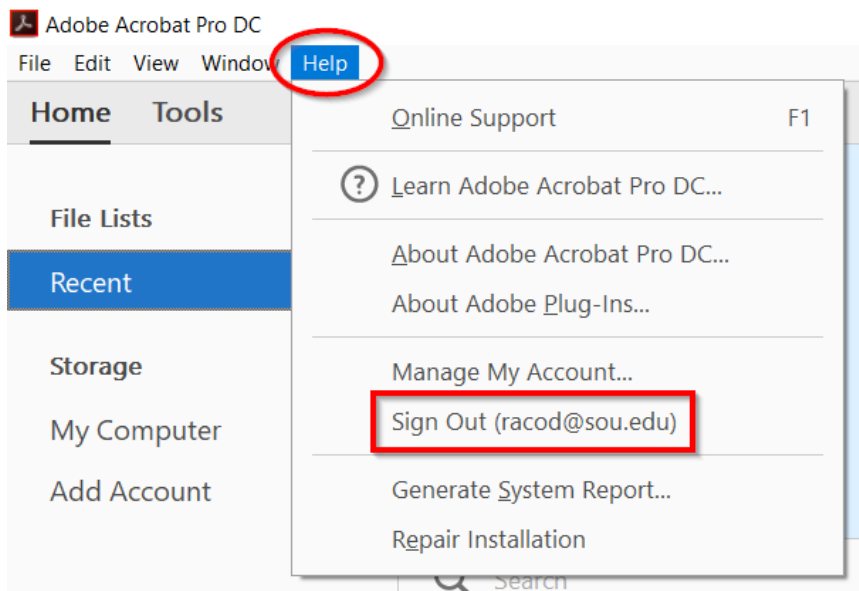 Adobe Acrobat Pro DC
File Edit View Window Help
Home Tools
Online Support F1
Learn Adobe Acrobat Pro DC...
File Lists
About Adobe Acrobat Pro DC...
Recent
About Adobe Plug-Ins...
Storage
Manage My Account...
My Computer
Sign Out (racod@sou.edu)
Add Account
Generate System Report...
Repair Installation
Search